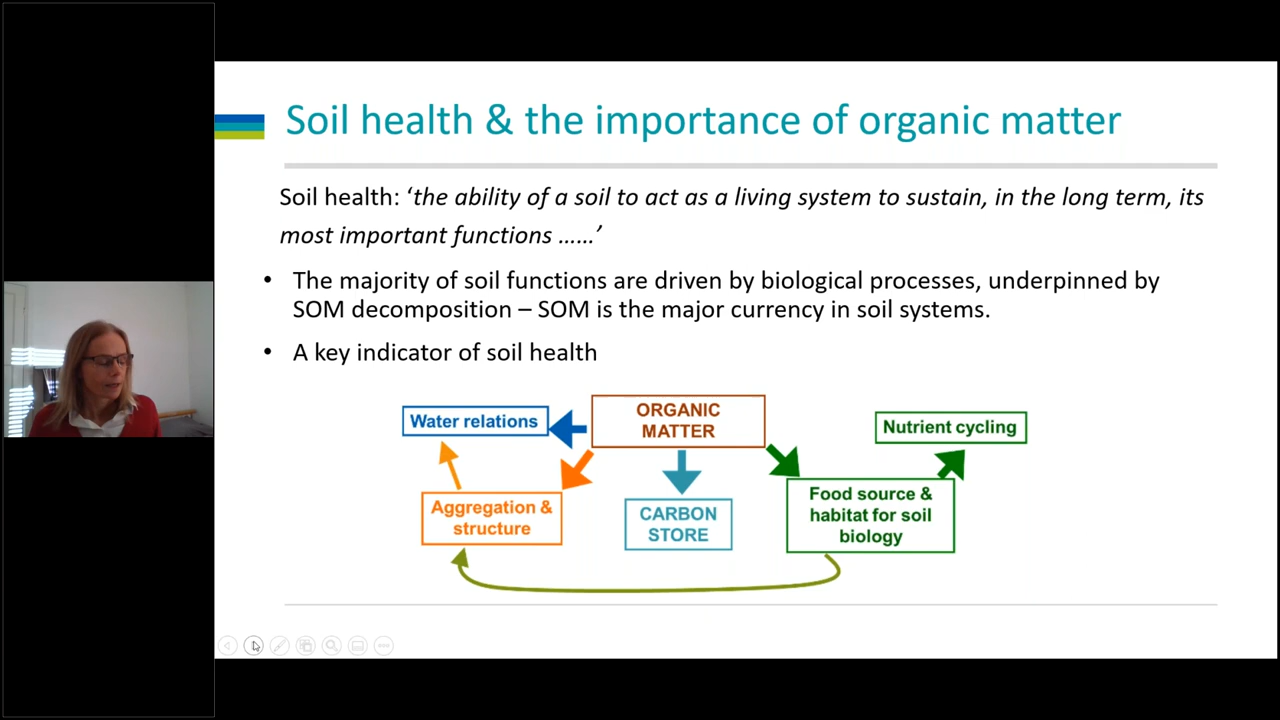 Soil health & the importance of organic matter
Soil health: ‘the ability of a soil to act as a living system to sustain, in the long term, its
most important functions ……’
• The majority of soil functions are driven by biological processes, underpinned by
SOM decomposition – SOM is the major currency in soil systems.
• A key indicator of soil health
Water relations
ORGANIC
MATTER
Nutrient cycling
Aggregation &
structure
CARBON
STORE
Food source &
habitat for soil
biology